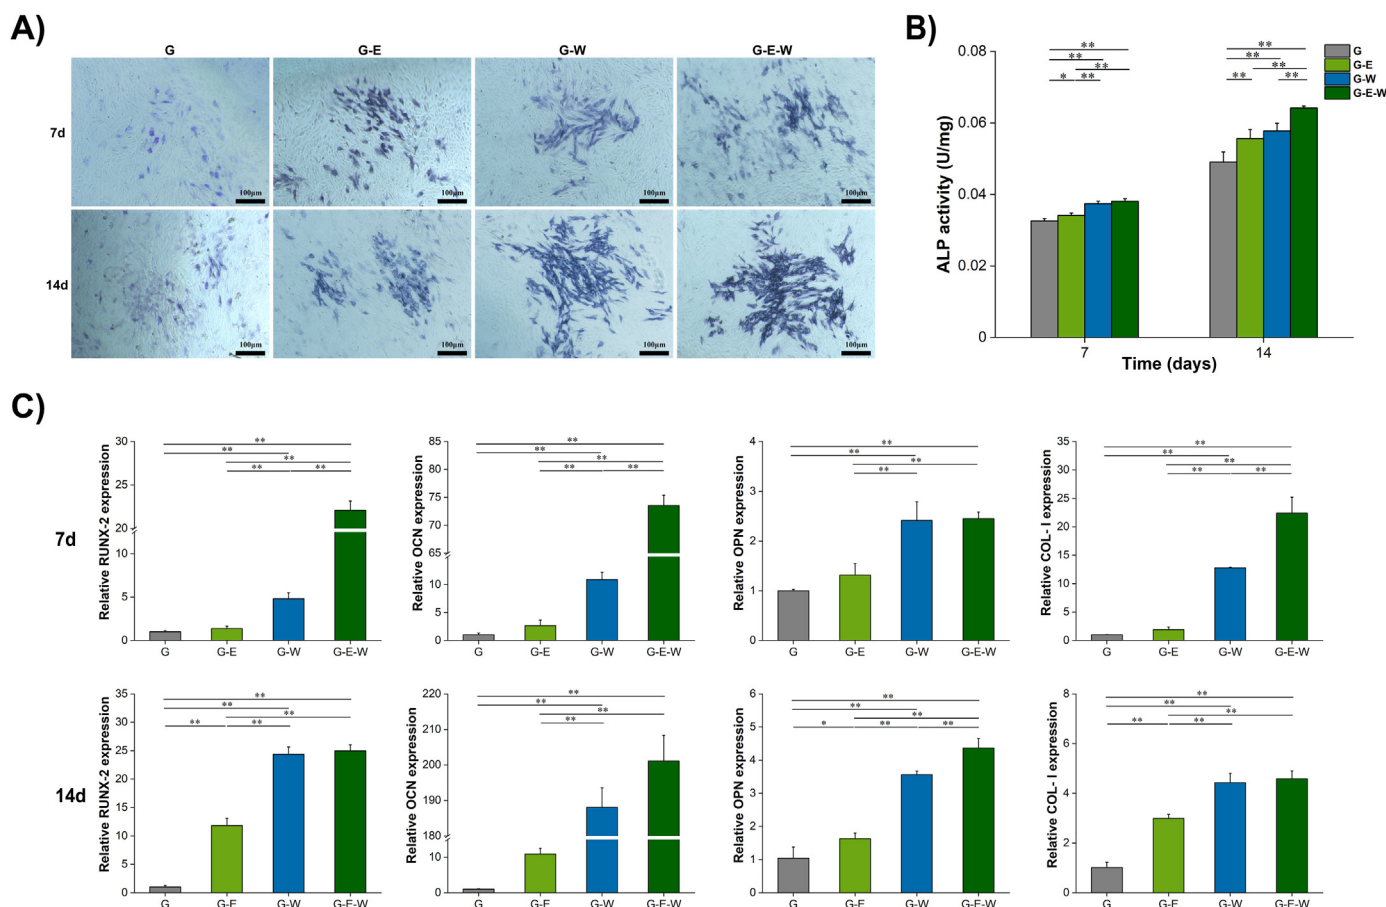 A)
G G-E G-W G-E-W
7d
100μm 100μm 100μm 100μm
14d
100μm 100μm 100μm 100μm
B)
ALP activity (U/mg)
0.08
0.06
0.04
0.02
0
** ** ** * **
** ** ** ** **
7 14
Time (days)
G
G-E
G-W
G-E-W
C)
7d
Relative RUNX-2 expression
30
20
10
5
0
** ** ** ** **
G G-E G-W G-E-W
Relative OCN expression
85
80
75
70
65
10
5
0
** ** ** ** **
G G-E G-W G-E-W
Relative OPN expression
4
3
2
1
0
** ** ** **
G G-E G-W G-E-W
Relative COL- I expression
35
30
25
20
15
10
5
0
** ** ** ** **
G G-E G-W G-E-W
14d
Relative RUNX-2 expression
35
30
25
20
15
10
5
0
** ** ** ** **
G G-E G-W G-E-W
Relative OCN expression
220
210
200
190
180
10
0
** ** ** **
G G-E G-W G-E-W
Relative OPN expression
6
5
4
3
2
1
0
** ** ** * ** **
G G-E G-W G-E-W
Relative COL- I expression
8
6
4
2
0
** ** ** ** **
G G-E G-W G-E-W